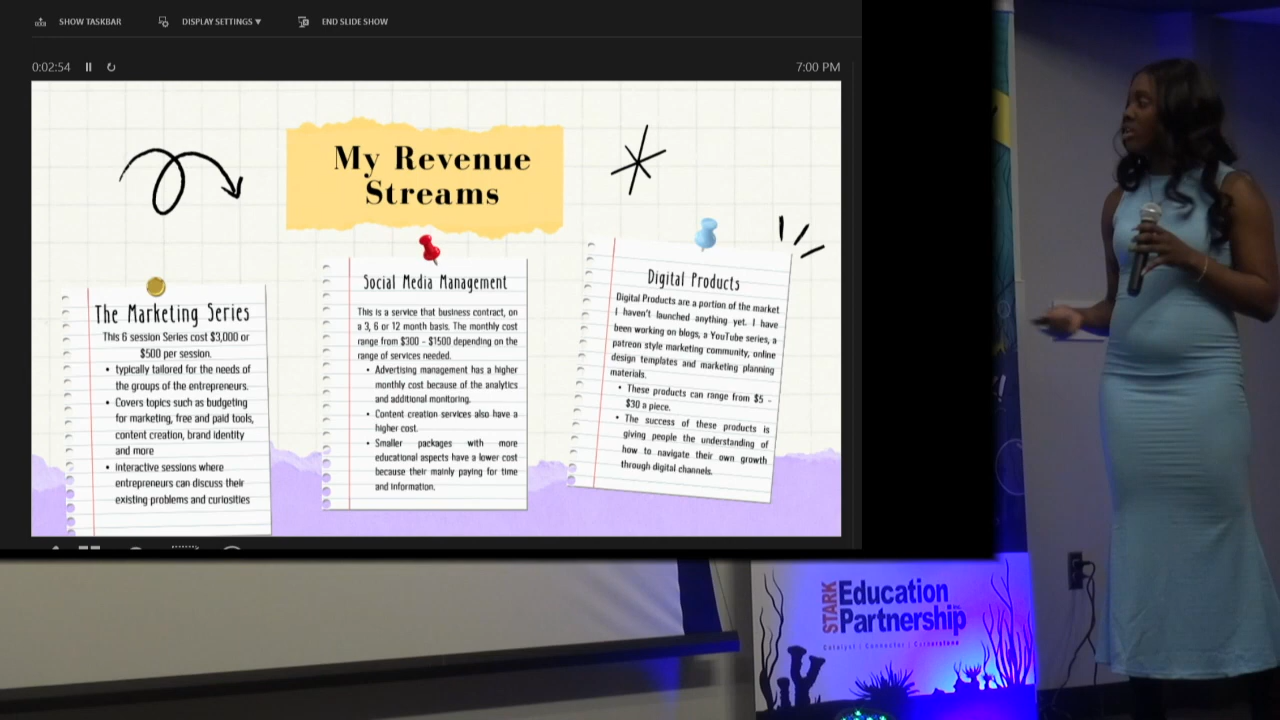 SHOW TASKBAR
DISPLAY SETTINGS ▼
END SLIDE SHOW
0:02:54
7:00 PM
My Revenue
Streams
The Marketing Series
This 6 session Series cost $3,000 or
$500 per session.
• typically tailored for the needs of
the groups of the entrepreneurs.
• Covers topics such as budgeting
for marketing, free and paid tools,
content creation, brand identity
and more
• interactive sessions where
entrepreneurs can discuss their
existing problems and curiosities
Social Media Management
This is a service that business contract, on
a 3, 6 or 12 month basis. The monthly cost
range from $300 - $1500 depending on the
range of services needed.
• Advertising management has a higher
monthly cost because of the analytics
and additional monitoring.
• Content creation services also have a
higher cost.
• Smaller packages with more
educational aspects have a lower cost
because their mainly paying for time
and information.
Digital Products
Digital Products are a portion of the market
I haven't launched anything yet. I have
been working on blogs, a YouTube series, a
patreon style marketing community, online
design templates and marketing planning
materials.
• These products can range from $5 -
$30 a piece.
• The success of these products is
giving people the understanding of
how to navigate their own growth
through digital channels.
STARK
Education
Partnership inc.
Catalyst | Connector | Cornerstone